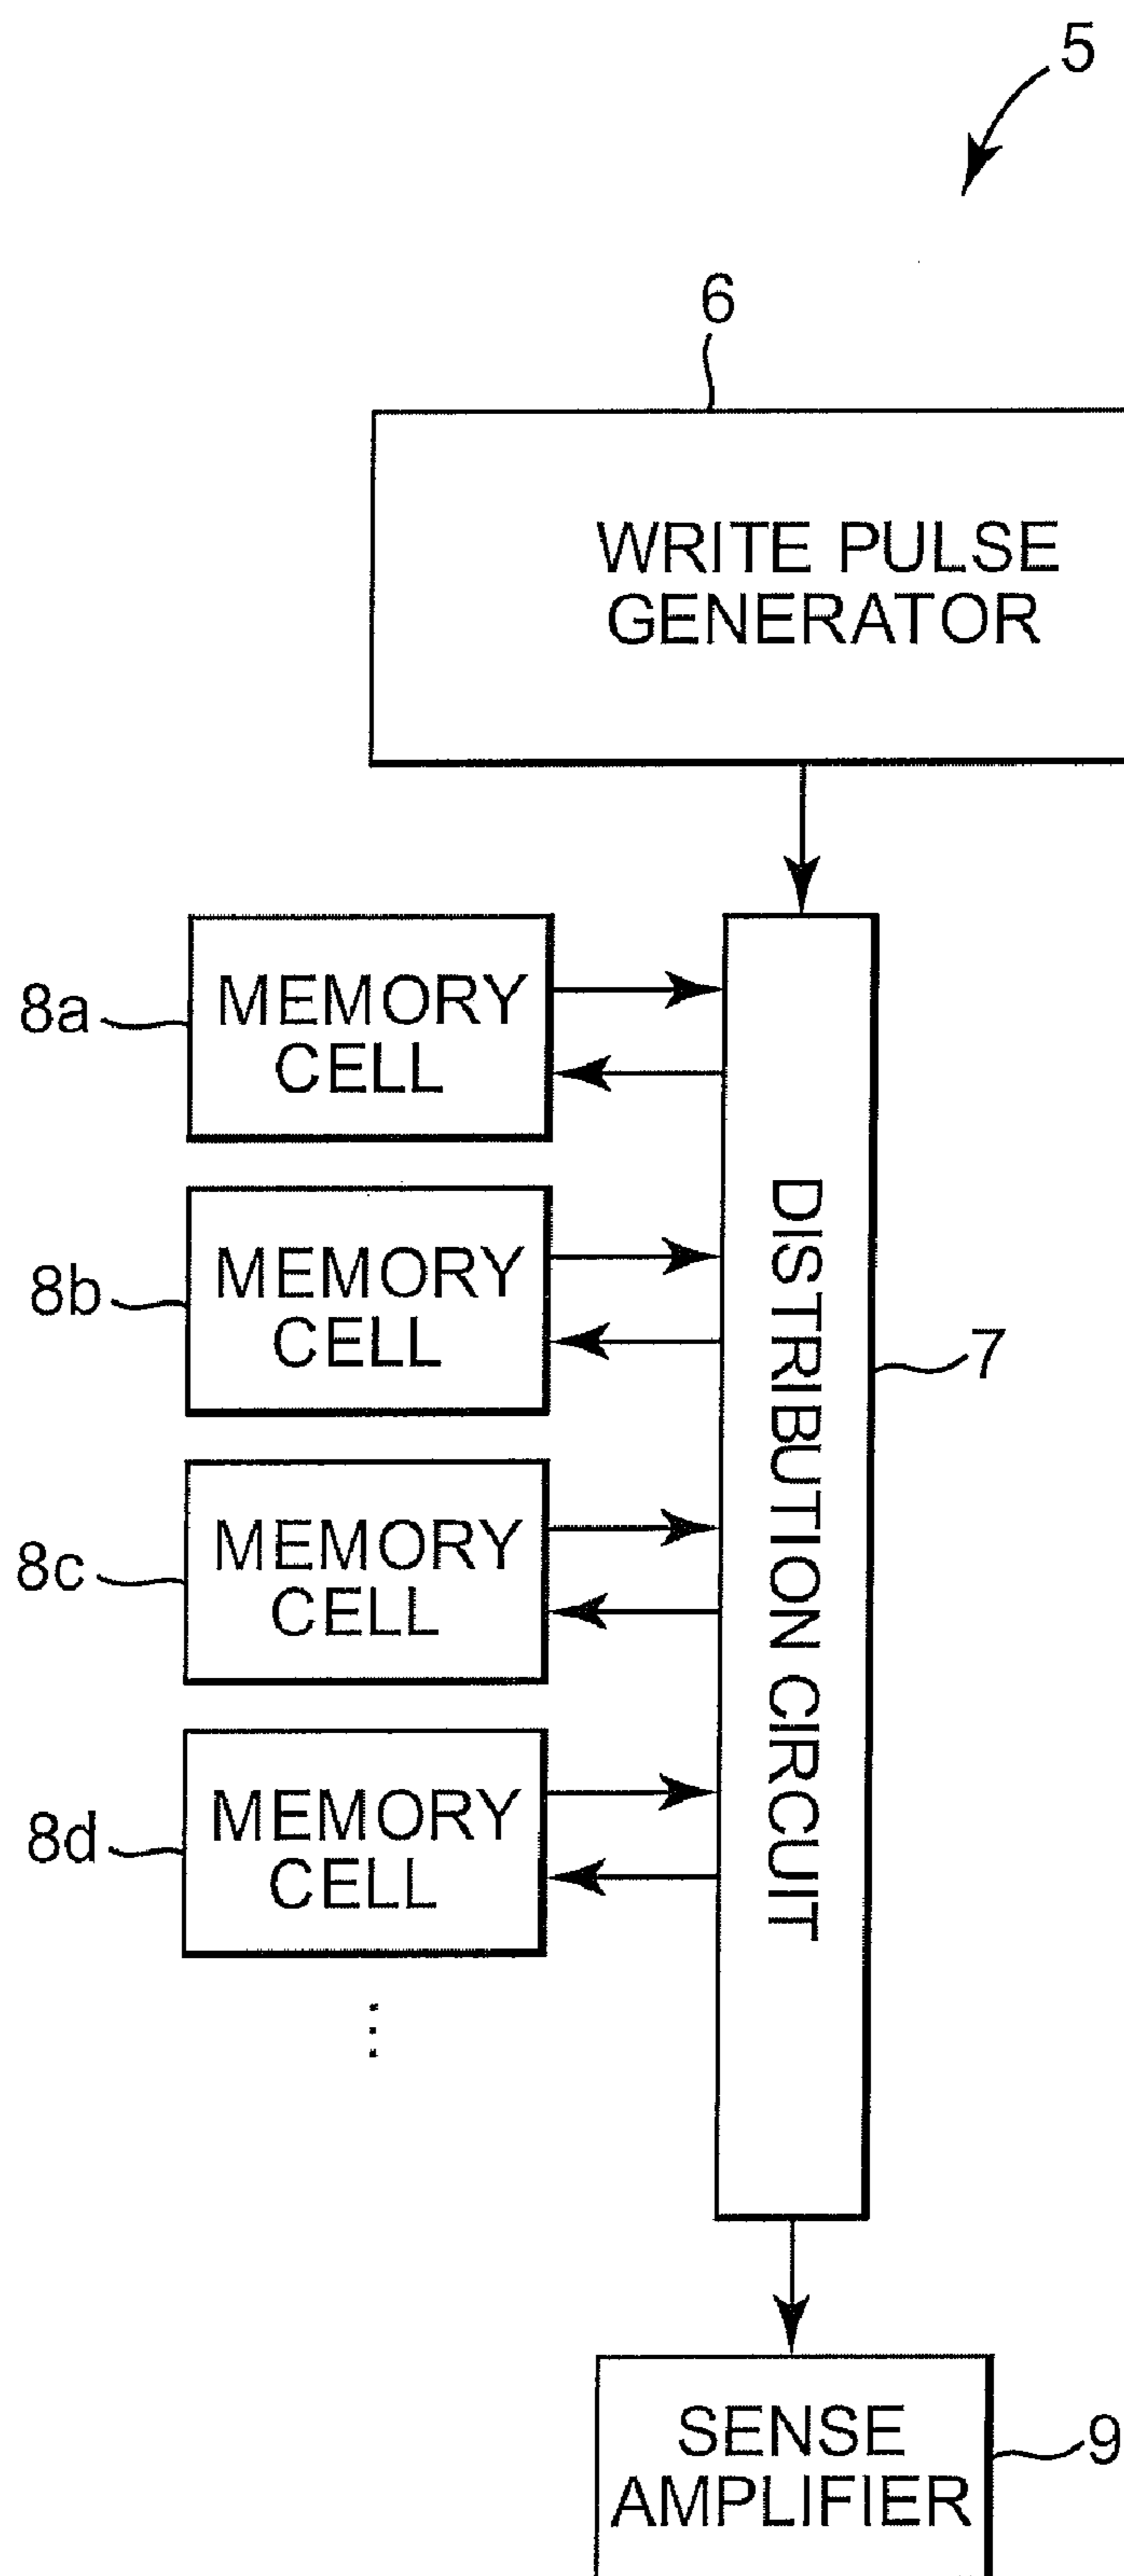 5
6
WRITE PULSE
GENERATOR
8a
MEMORY
CELL
8b
MEMORY
CELL
7
DISTRIBUTION CIRCUIT
8c
MEMORY
CELL
8d
MEMORY
CELL
...
SENSE
AMPLIFIER
9